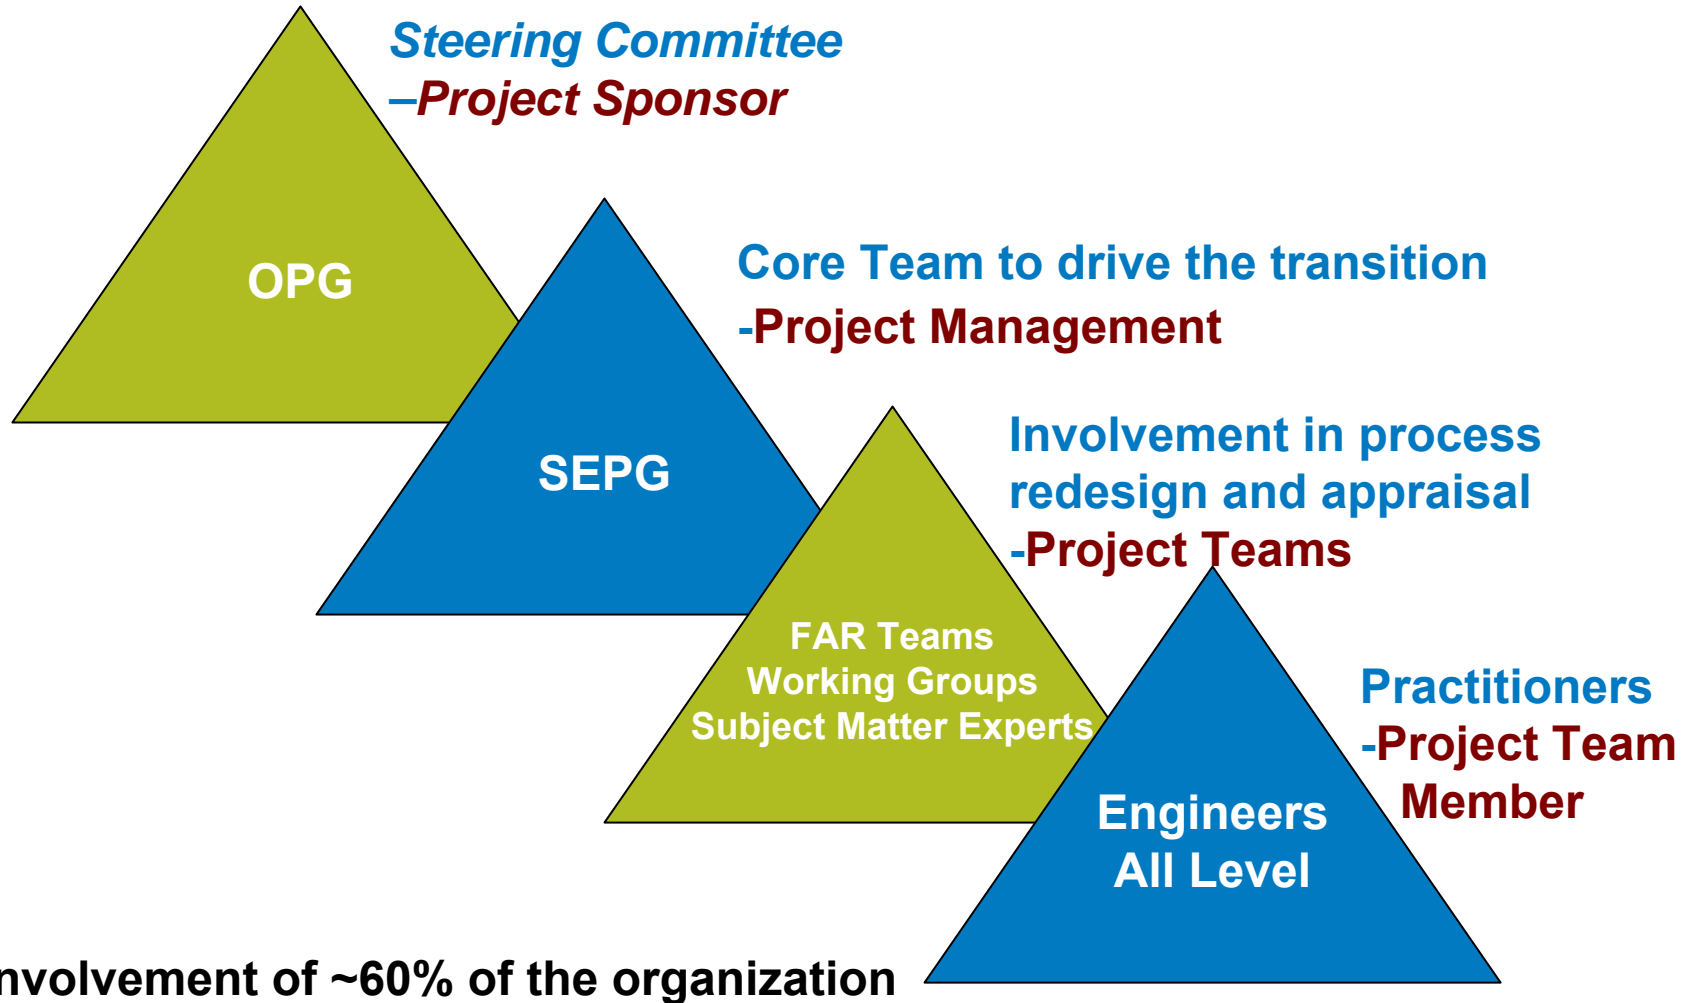 Steering Committee
–Project Sponsor
OPG
Core Team to drive the transition
-Project Management
SEPG
Involvement in process
redesign and appraisal
-Project Teams
FAR Teams
Working Groups
Subject Matter Experts
Practitioners
-Project Team
Member
Engineers
All Level
nvolvement of ~60% of the organization